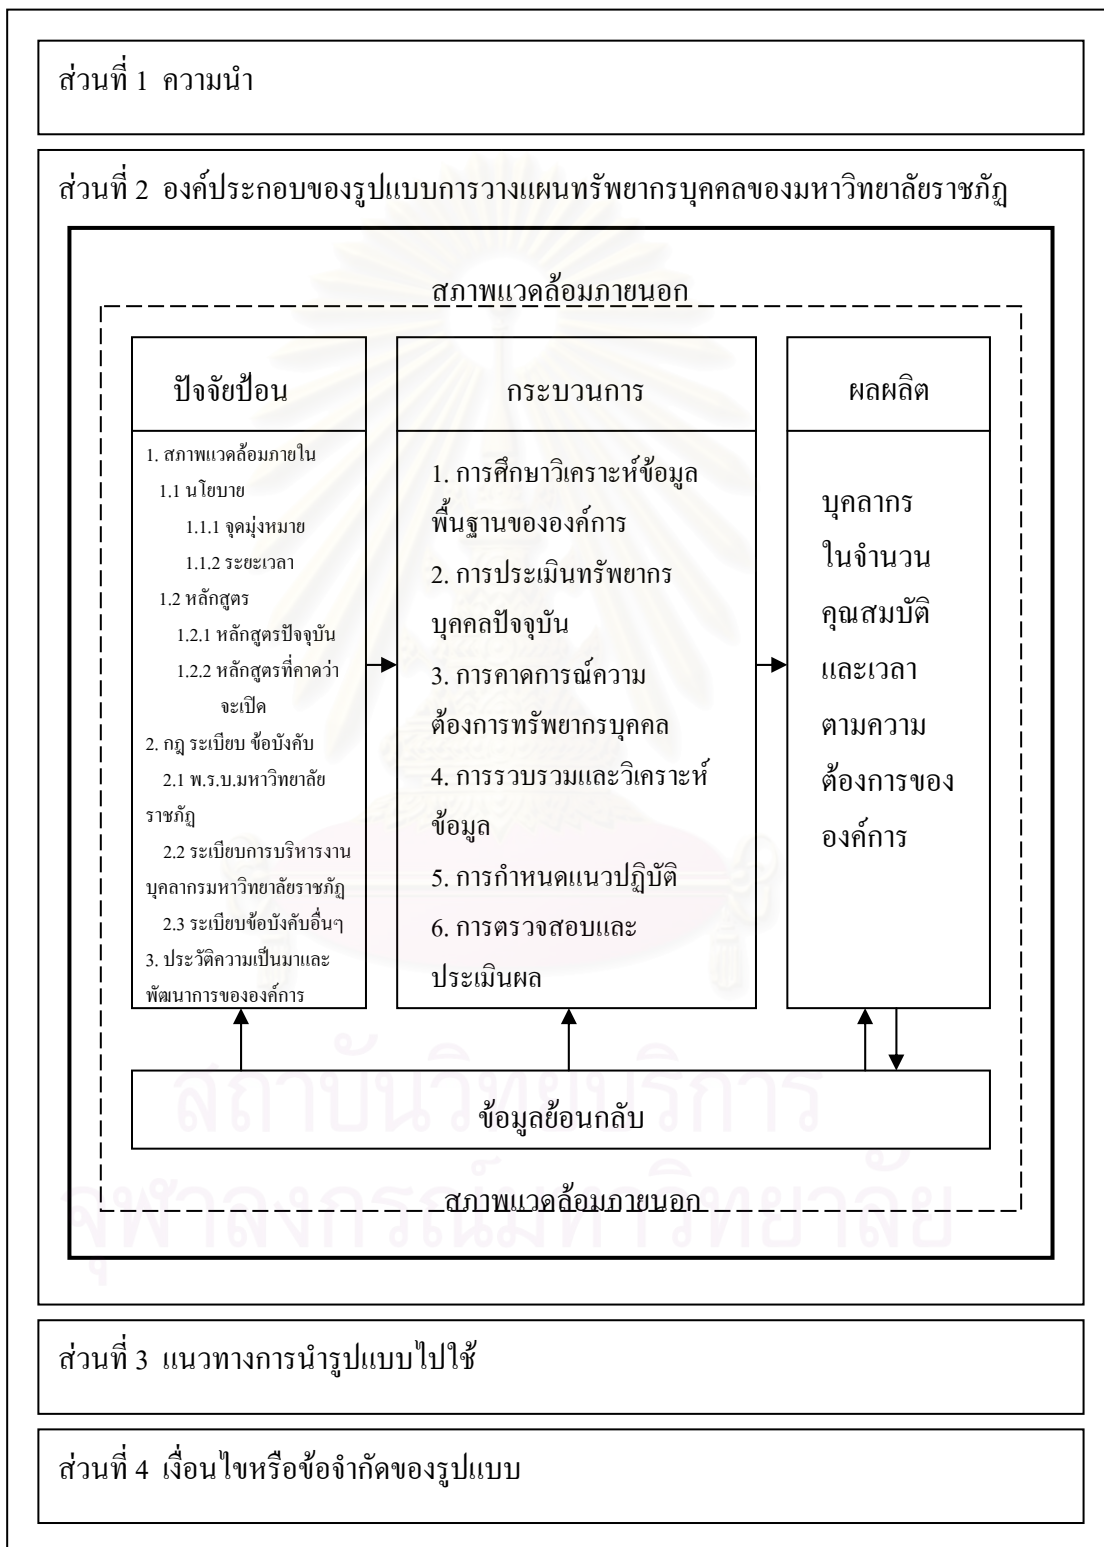 ส่วนที่ 1 ความนำ
ส่วนที่ 2 องค์ประกอบของรูปแบบการวางแผนทรัพยากรบุคคลของมหาวิทยาลัยราชภัฏ
สภาพแวดล้อมภายนอก
ปัจจัยป้อน
1. สภาพแวดล้อมภายใน
1.1 นโยบาย
1.1.1 จุดมุ่งหมาย
1.1.2 ระยะเวลา
1.2 หลักสูตร
1.2.1 หลักสูตรปัจจุบัน
1.2.2 หลักสูตรที่คาดว่า
จะเปิด
2. กฎ ระเบียบ ข้อบังคับ
2.1 พ.ร.บ.มหาวิทยาลัย
ราชภัฏ
2.2 ระเบียบการบริหารงาน
บุคลากรมหาวิทยาลัยราชภัฏ
2.3 ระเบียบข้อบังคับอื่นๆ
3. ประวัติความเป็นมาและ
พัฒนาการขององค์การ
กระบวนการ
1. การศึกษาวิเคราะห์ข้อมูล
พื้นฐานขององค์การ
2. การประเมินทรัพยากร
บุคคลปัจจุบัน
3. การคาดการณ์ความ
ต้องการทรัพยากรบุคคล
4. การรวบรวมและวิเคราะห์
ข้อมูล
5. การกำหนดแนวปฏิบัติ
6. การตรวจสอบและ
ประเมินผล
ผลผลิต
บุคลากร
ในจำนวน
คุณสมบัติ
และเวลา
ตามความ
ต้องการของ
องค์การ
ข้อมูลย้อนกลับ
สภาพแวดล้อมภายนอก
สถาบันวิทยบริการ
จุฬาลงกรณ์มหาวิทยาลัย
ส่วนที่ 3 แนวทางการนำรูปแบบไปใช้
ส่วนที่ 4 เงื่อนไขหรือข้อจำกัดของรูปแบบ